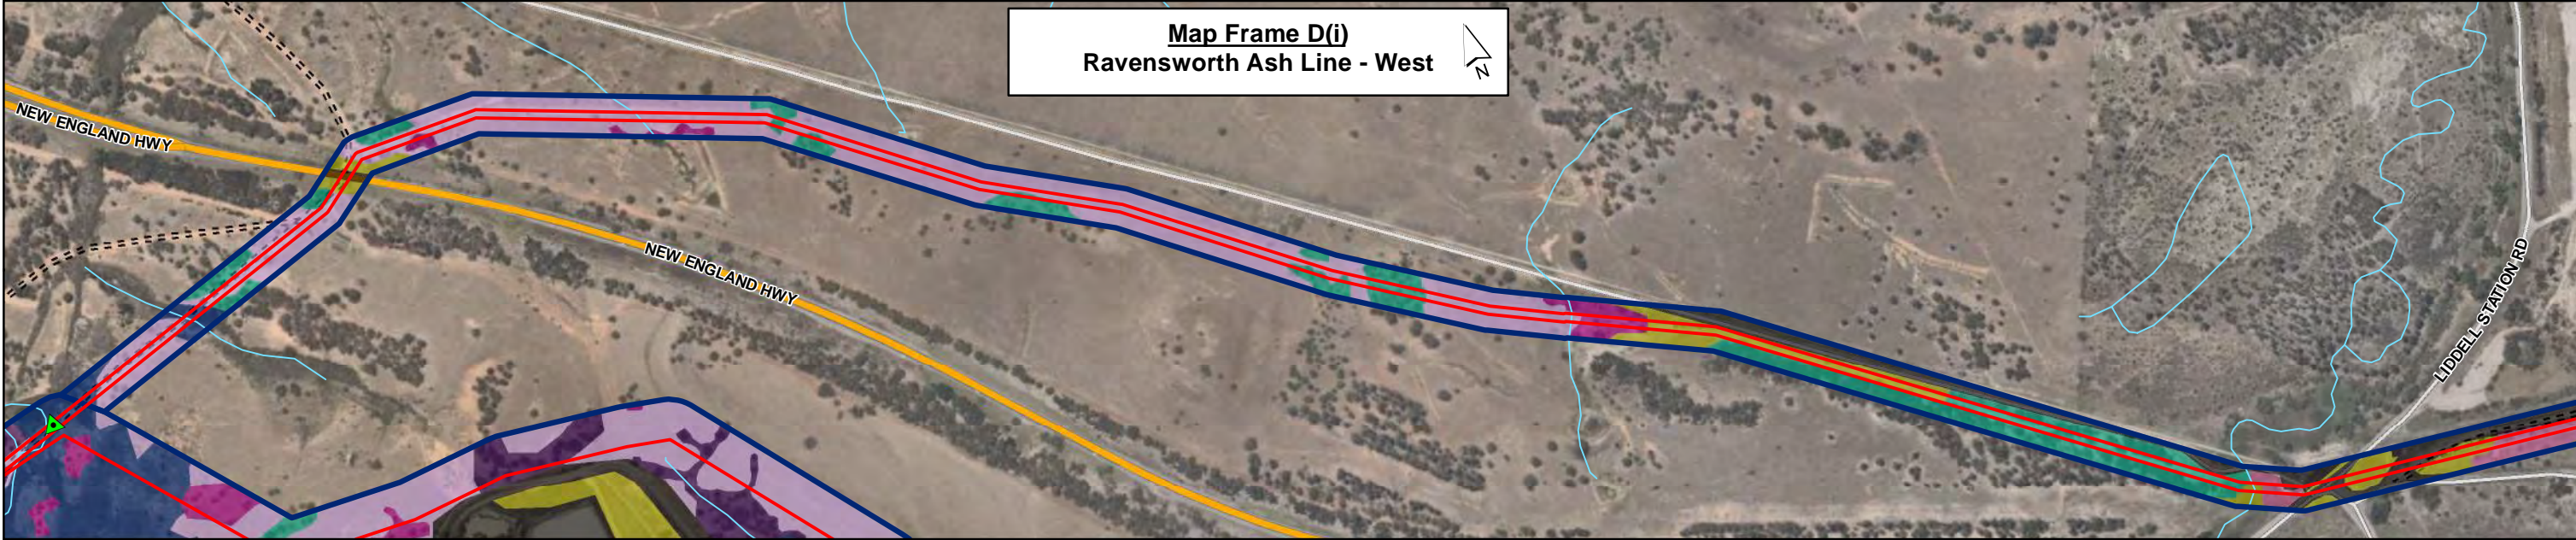 Map Frame D(i)
Ravensworth Ash Line - West
N
NEW ENGLAND HWY
NEW ENGLAND HWY
LIDDELL STATION RD